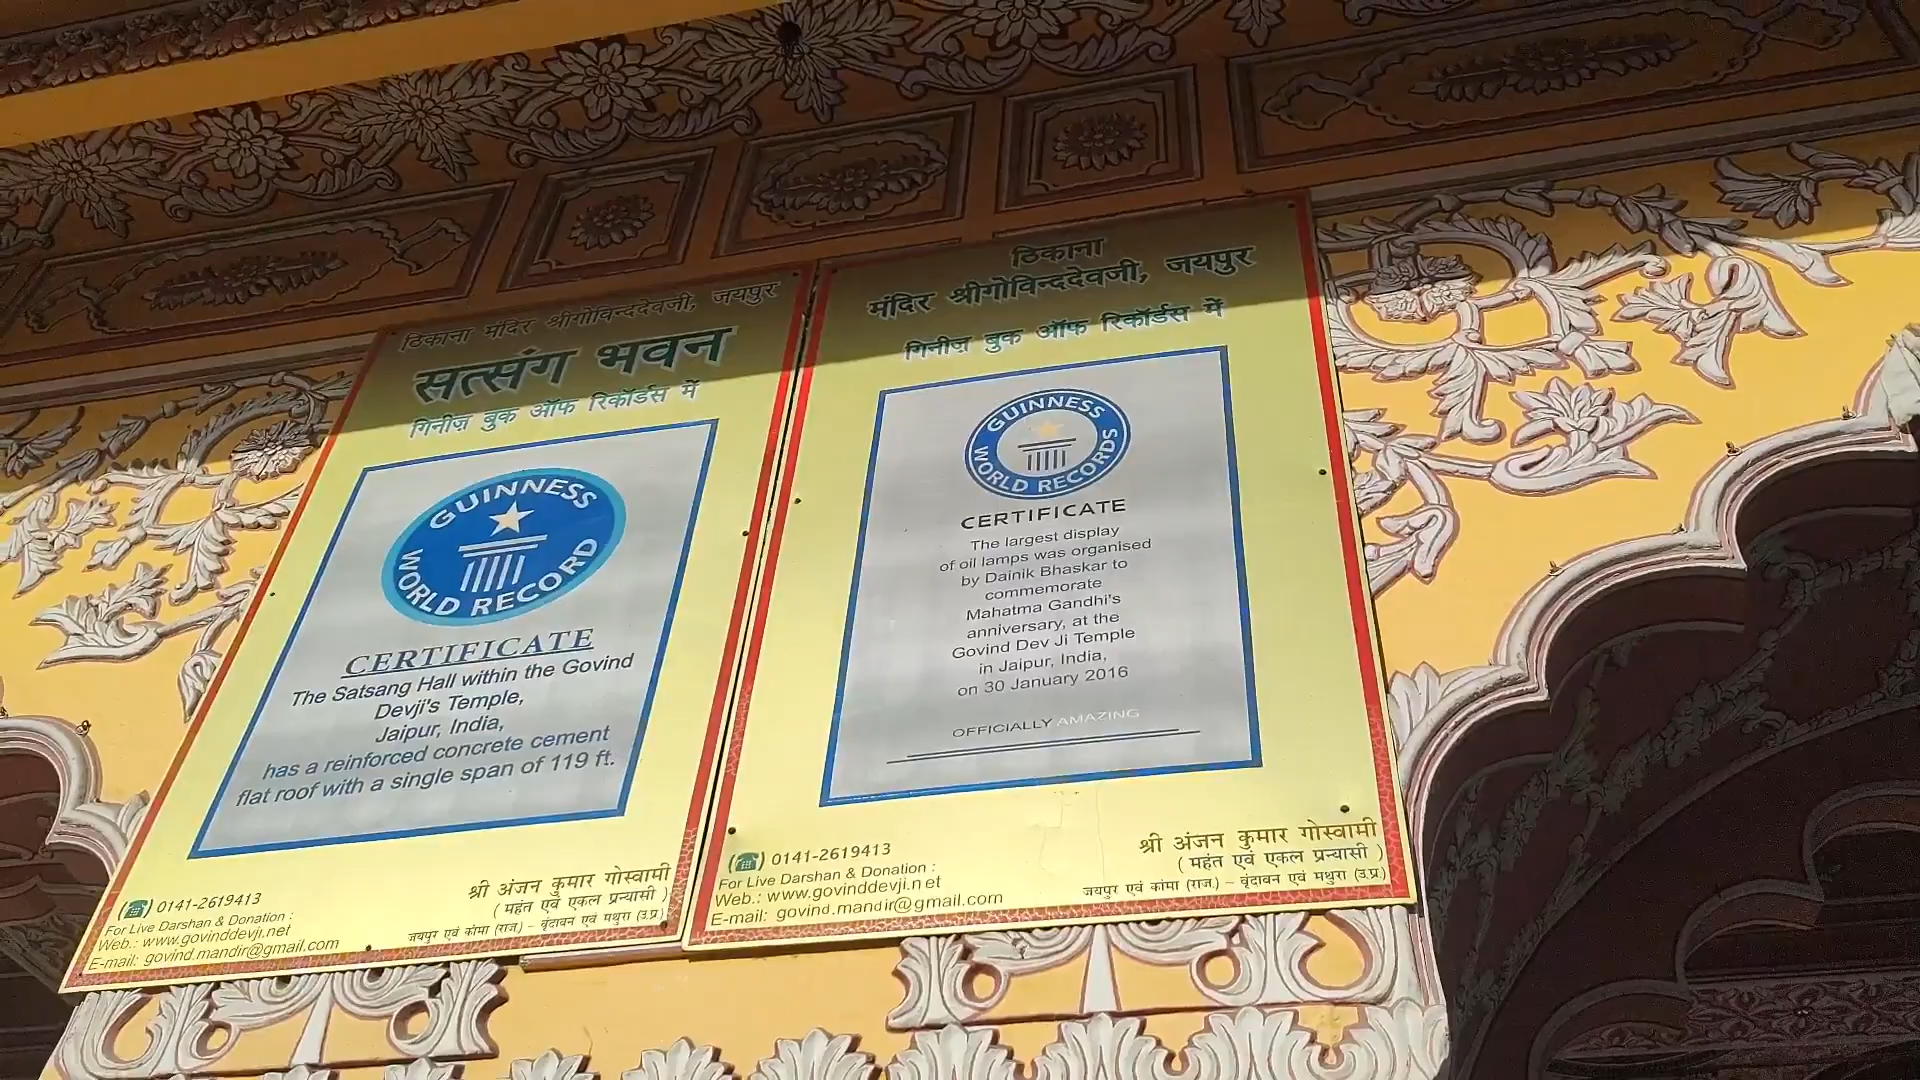 ठिकाना मंदिर श्रीगोविन्ददेवजी, जयपुर
सत्संग भवन
गिनीज़ बुक ऑफ रिकॉर्डस में
GUINNESS
WORLD RECORD
CERTIFICATE
The Satsang Hall within the Govind
Devji's Temple,
Jaipur, India,
has a reinforced concrete cement
flat roof with a single span of 119 ft.
0141-2619413
For Live Darshan & Donation :
Web.: www.govinddevji.net
E-mail: govind.mandir@gmail.com
श्री अंजन कुमार गोस्वामी
( महंत एवं एकल प्रन्यासी )
जयपुर एवं कांमा (राज.) – वृंदावन एवं मथुरा (उ.प्र.)
ठिकाना
मंदिर श्रीगोविन्ददेवजी, जयपुर
गिनीज़ बुक ऑफ रिकॉर्डस में
GUINNESS
WORLD RECORDS
CERTIFICATE
The largest display
of oil lamps was organised
by Dainik Bhaskar to
commemorate
Mahatma Gandhi's
anniversary, at the
Govind Dev Ji Temple
in Jaipur, India,
on 30 January 2016
OFFICIALLY AMAZING
0141-2619413
For Live Darshan & Donation :
Web.: www.govinddevji.net
E-mail: govind.mandir@gmail.com
श्री अंजन कुमार गोस्वामी
( महंत एवं एकल प्रन्यासी )
जयपुर एवं कांमा (राज.) – वृंदावन एवं मथुरा (उ.प्र.)